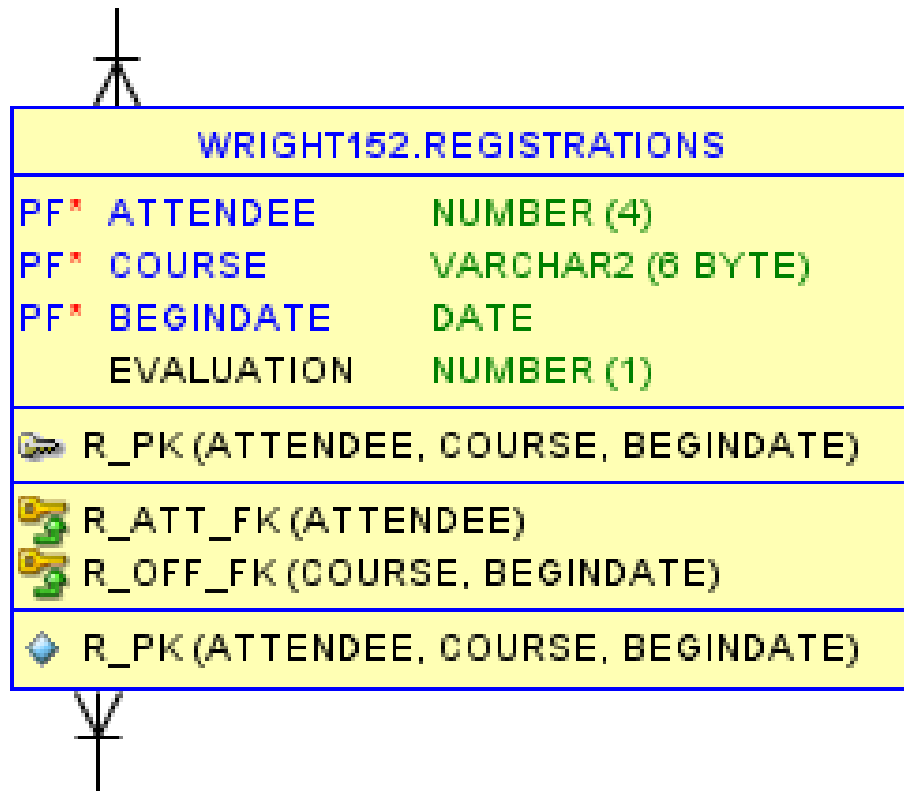 WRIGHT152.REGISTRATIONS
PF* ATTENDEE NUMBER (4)
PF* COURSE VARCHAR2 (6 BYTE)
PF* BEGINDATE DATE
EVALUATION NUMBER (1)
R_PK (ATTENDEE, COURSE, BEGINDATE)
R_ATT_FK (ATTENDEE)
R_OFF_FK (COURSE, BEGINDATE)
R_PK (ATTENDEE, COURSE, BEGINDATE)